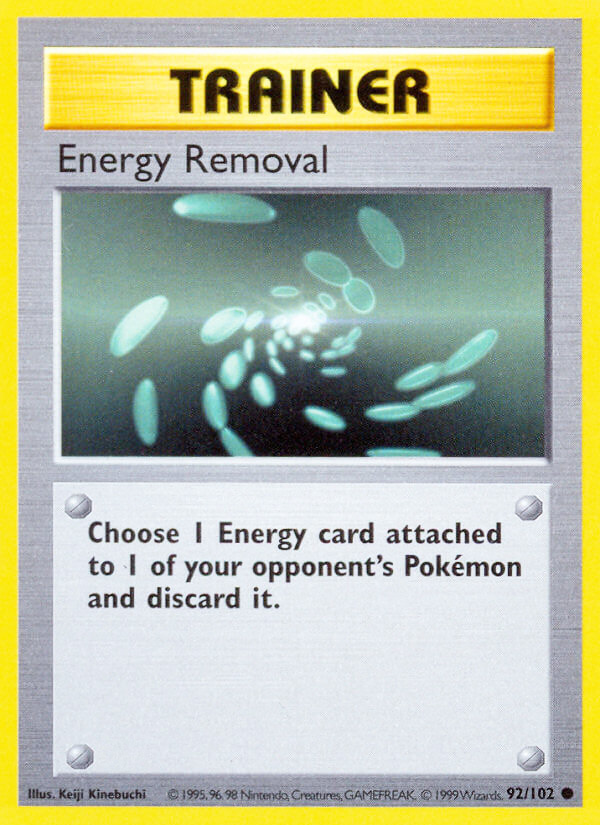 TRAINER
Energy Removal
Choose 1 Energy card attached
to 1 of your opponent's Pokémon
and discard it.
Illus. Keiji Kinebuchi © 1995, 96, 98 Nintendo, Creatures, GAMEFREAK. © 1999 Wizards. 92/102 ●